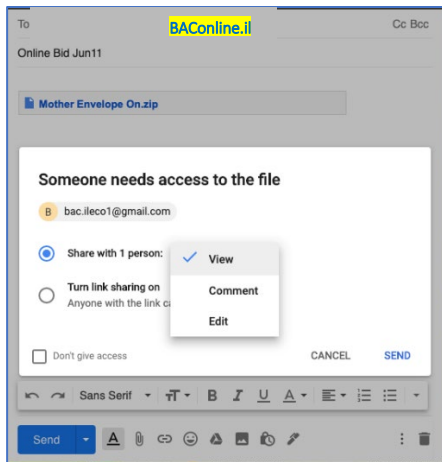 To BAConline.il Cc Bcc
Online Bid Jun11
Mother Envelope On.zip
Someone needs access to the file
B bac.ileco1@gmail.com
Share with 1 person:
View
Turn link sharing on
Comment
Anyone with the link ca
Edit
Don't give access CANCEL SEND
Sans Serif B I U A
Send A